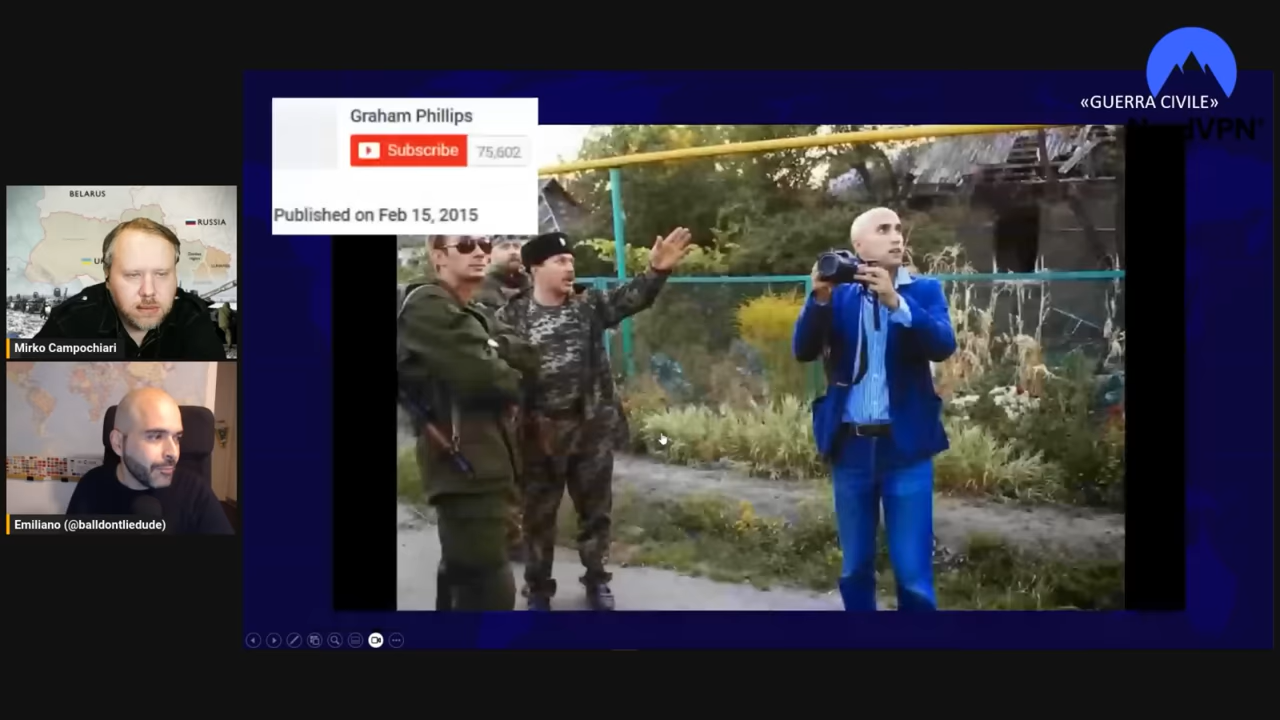 «GUERRA CIVILE»
NordVPN®
Graham Phillips
Subscribe 75,602
Published on Feb 15, 2015
BELARUS
RUSSIA
Mirko Campochiari
Emiliano (@balldontliedude)